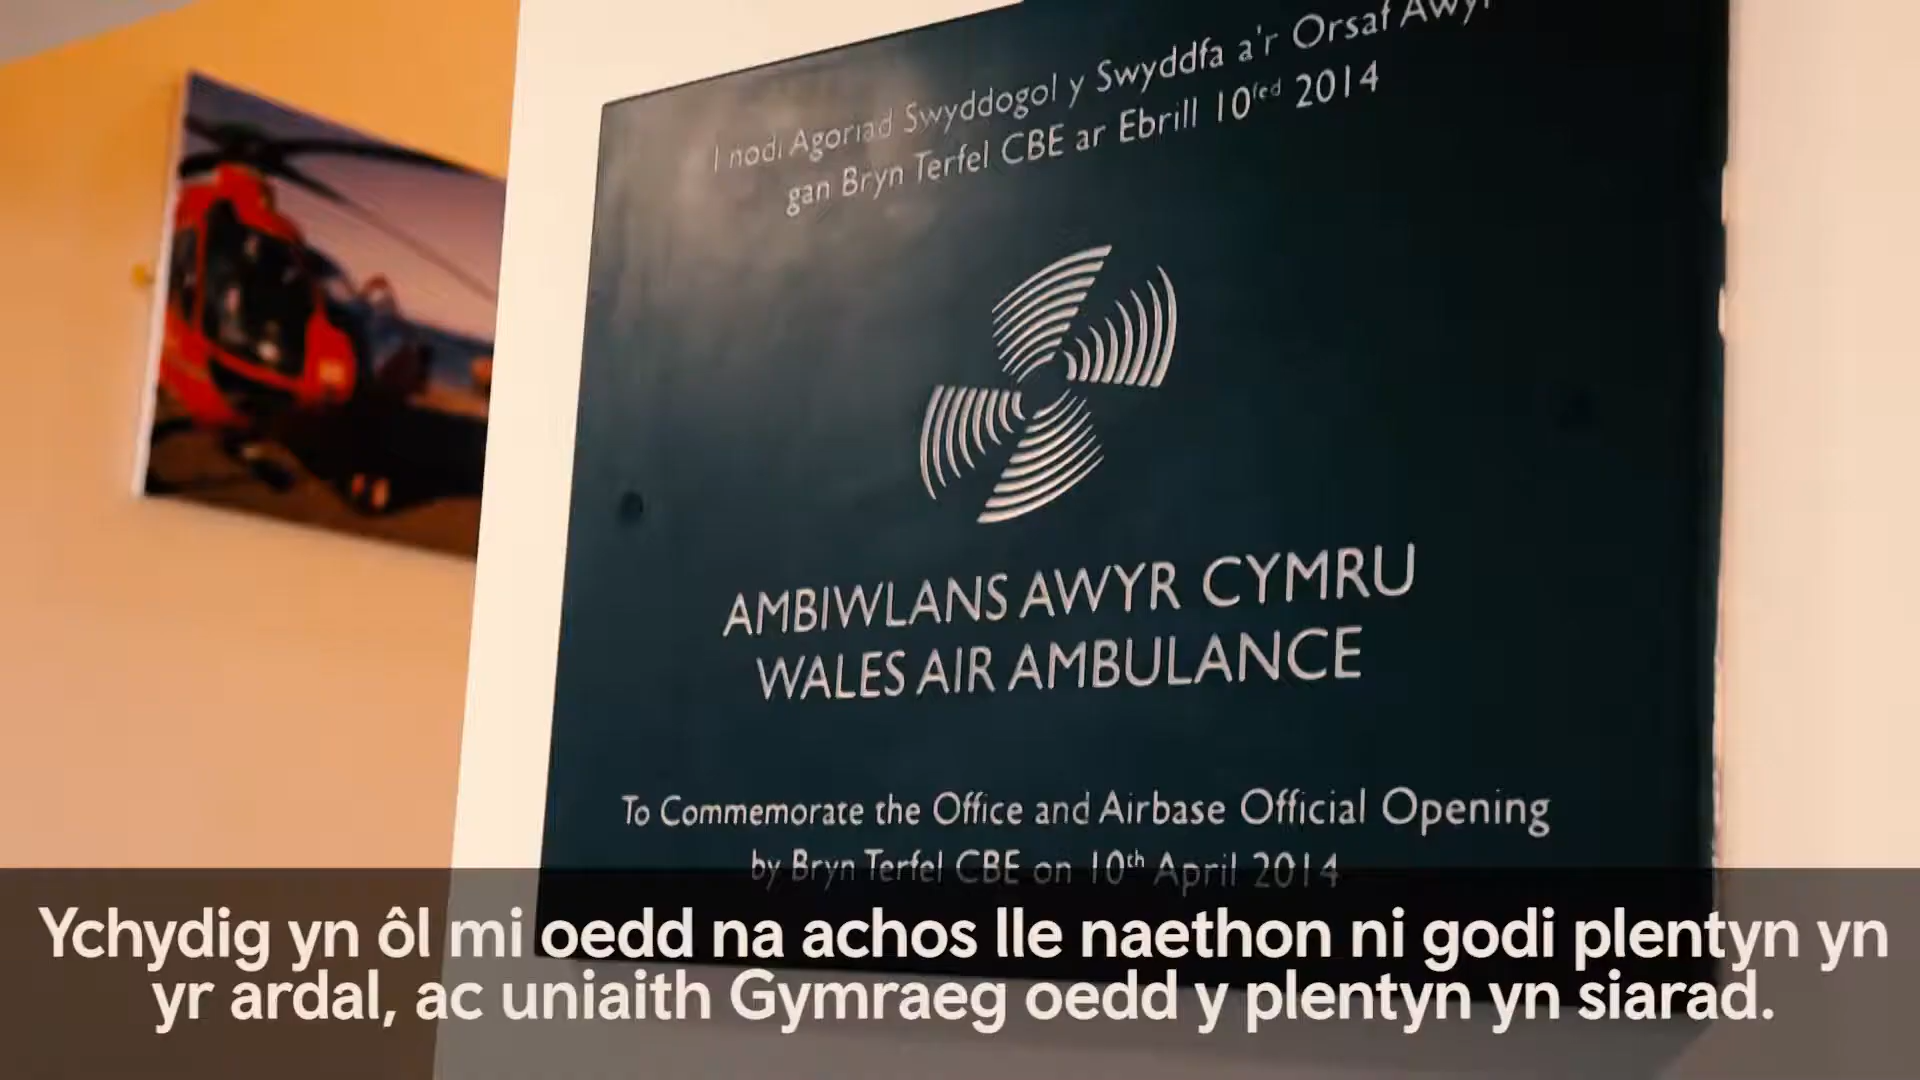 I nodi Agoriad Swyddogol y Swyddfa a'r Orsaf Awyr
gan Bryn Terfel CBE ar Ebrill 10fed 2014
AMBIWLANS AWYR CYMRU
WALES AIR AMBULANCE
To Commemorate the Office and Airbase Official Opening
by Bryn Terfel CBE on 10th April 2014
Ychydig yn ôl mi oedd na achos lle naethon ni godi plentyn yn
yr ardal, ac uniaith Gymraeg oedd y plentyn yn siarad.